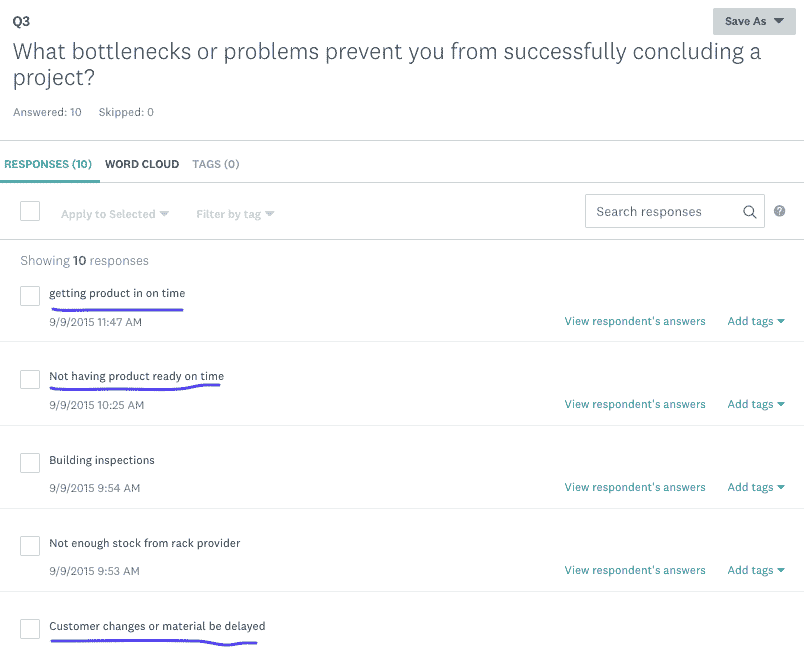 Q3
Save As
What bottlenecks or problems prevent you from successfully concluding a
project?
Answered: 10 Skipped: 0
RESPONSES (10) WORD CLOUD TAGS (0)
Apply to Selected Filter by tag Search responses
Showing 10 responses
getting product in on time
9/9/2015 11:47 AM View respondent's answers Add tags
Not having product ready on time
9/9/2015 10:25 AM View respondent's answers Add tags
Building inspections
9/9/2015 9:54 AM View respondent's answers Add tags
Not enough stock from rack provider
9/9/2015 9:53 AM View respondent's answers Add tags
Customer changes or material be delayed